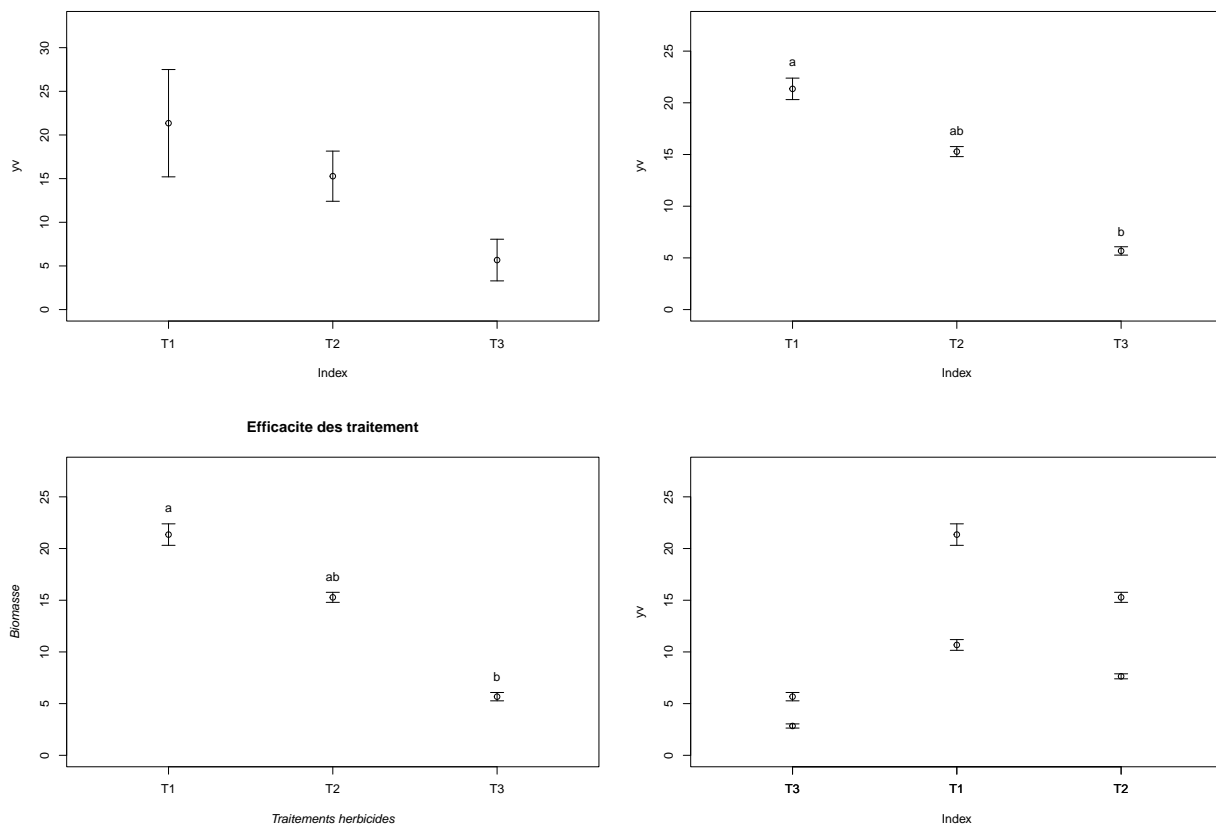 30
25
20
15
10
5
0
yv
T1
T2
T3
Index
25
20
15
10
5
0
yv
a
ab
b
T1
T2
T3
Index
Efficacite des traitement
25
20
15
10
5
0
Biomasse
a
ab
b
T1
T2
T3
Traitements herbicides
25
20
15
10
5
0
yv
T3
T1
T2
Index